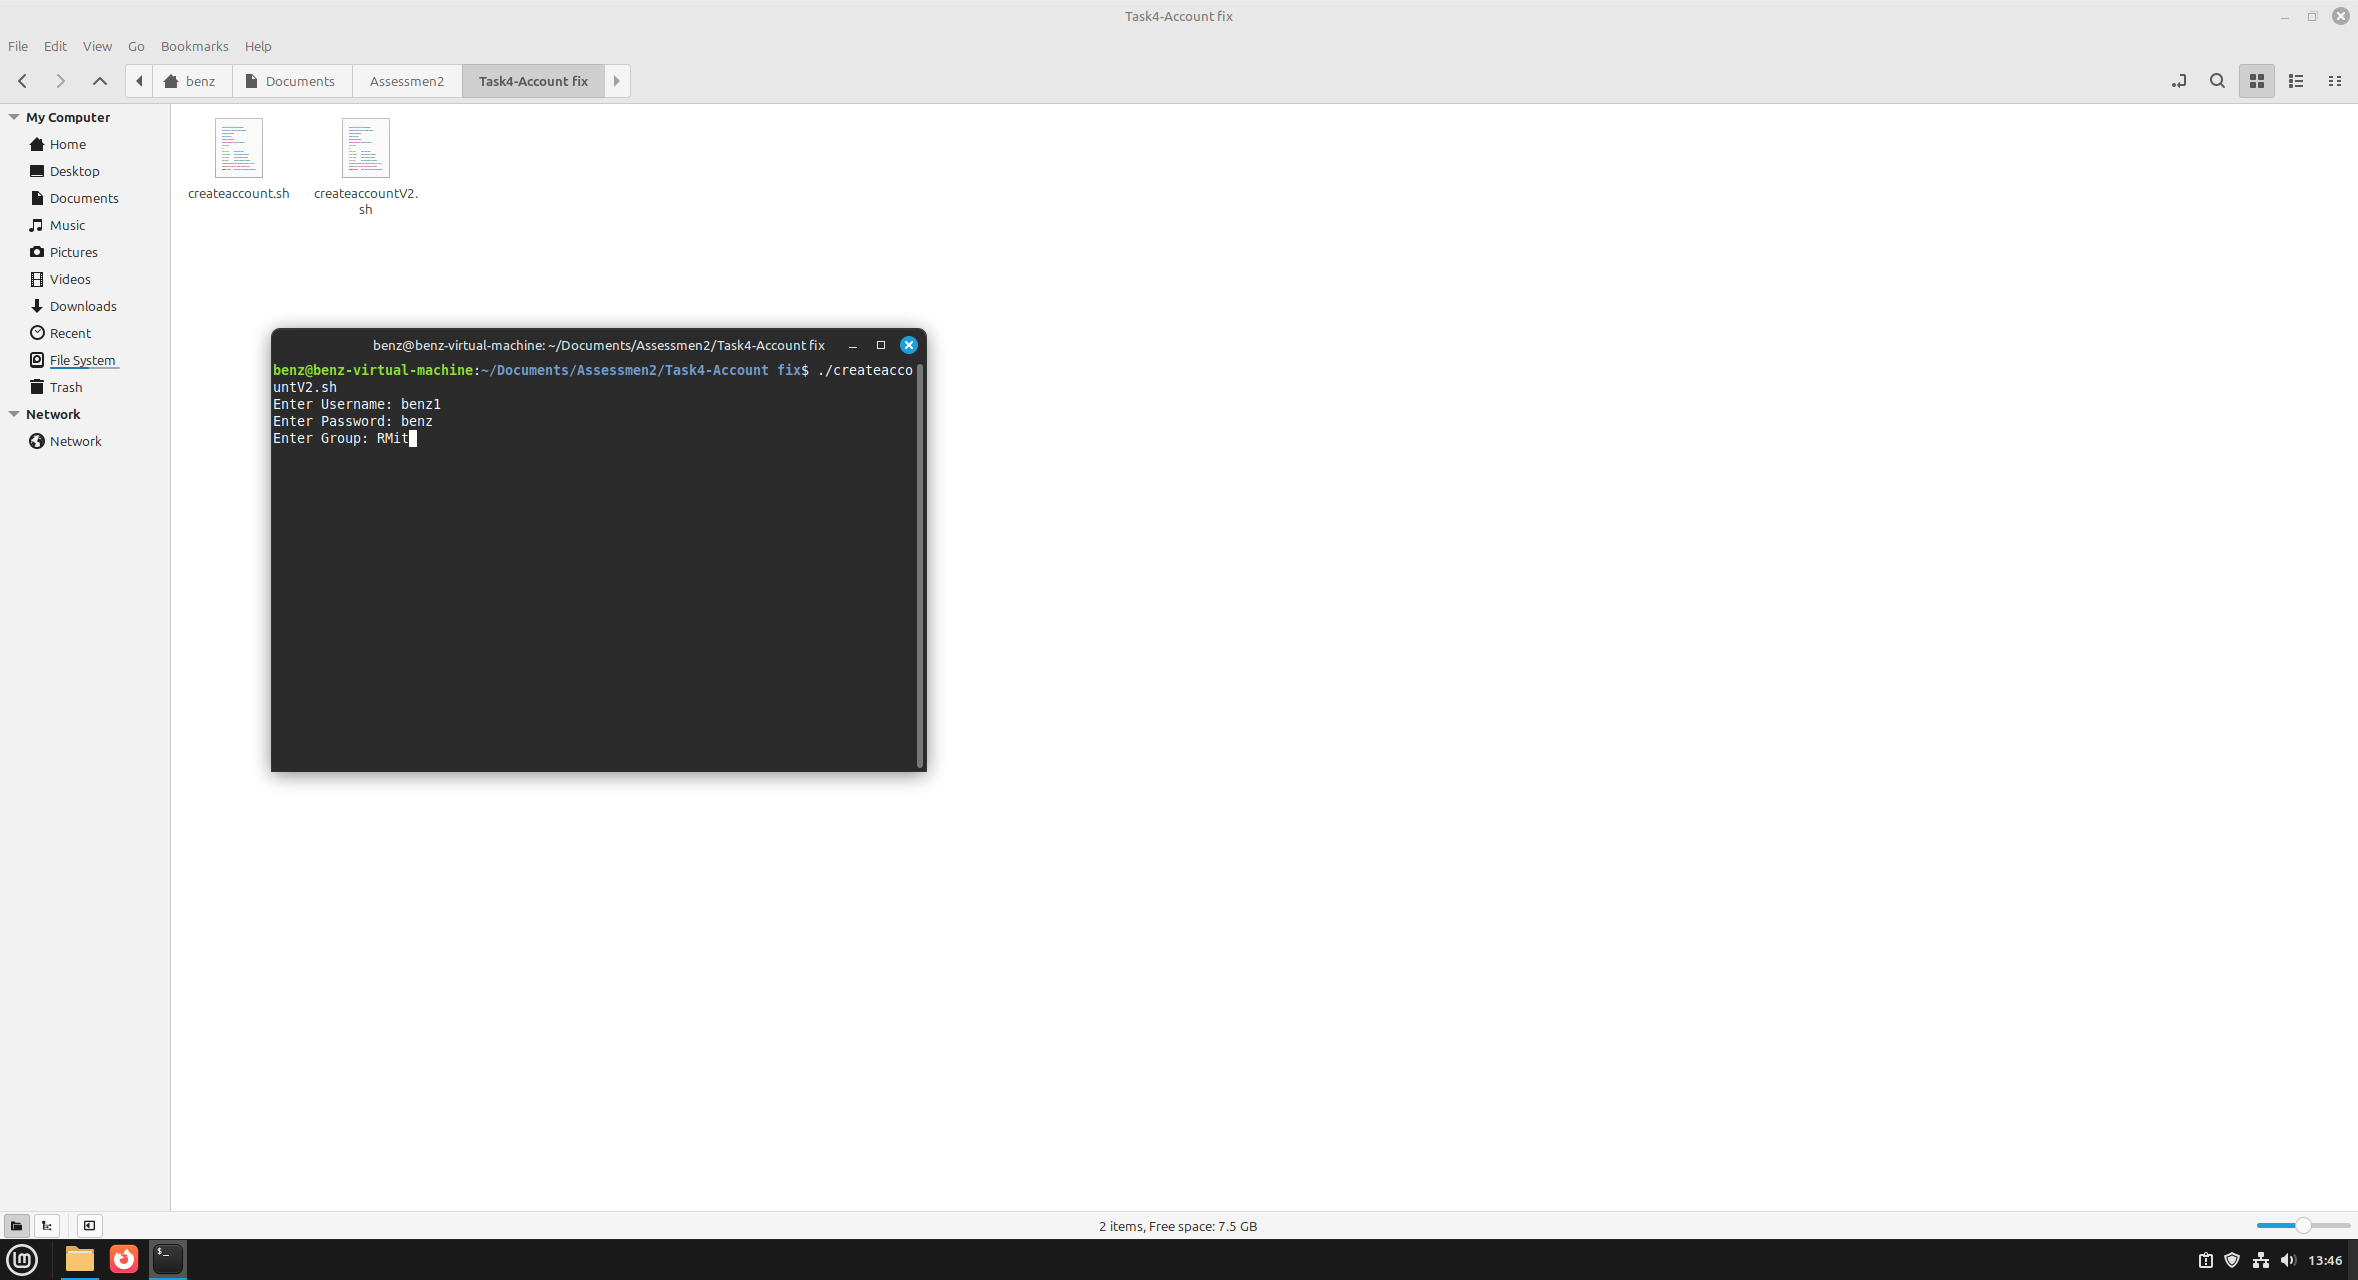 Task4-Account fix
File Edit View Go Bookmarks Help
benz Documents Assessmen2 Task4-Account fix
My Computer
Home
Desktop
Documents
Music
Pictures
Videos
Downloads
Recent
File System
Trash
Network
Network
createaccount.sh
createaccountV2.
sh
benz@benz-virtual-machine: ~/Documents/Assessmen2/Task4-Account fix
benz@benz-virtual-machine:~/Documents/Assessmen2/Task4-Account fix$ ./createacco
untV2.sh
Enter Username: benz1
Enter Password: benz
Enter Group: RMit
2 items, Free space: 7.5 GB
13:46